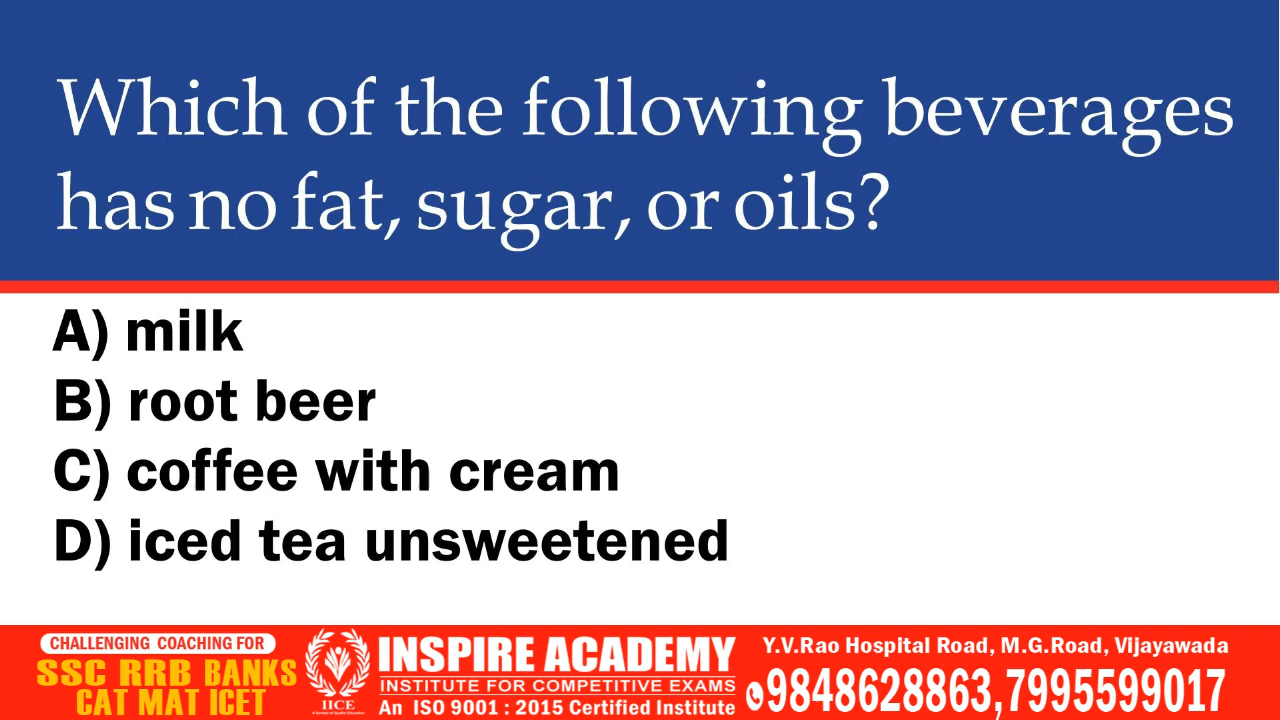 Which of the following beverages
has no fat, sugar, or oils?
A) milk
B) root beer
C) coffee with cream
D) iced tea unsweetened
CHALLENGING COACHING FOR
SSC RRB BANKS
CAT MAT ICET
IICE
INSPIRE ACADEMY
INSTITUTE FOR COMPETITIVE EXAMS
An ISO 9001 : 2015 Certified Institute
Y.V.Rao Hospital Road, M.G.Road, Vijayawada
9848628863,7995599017